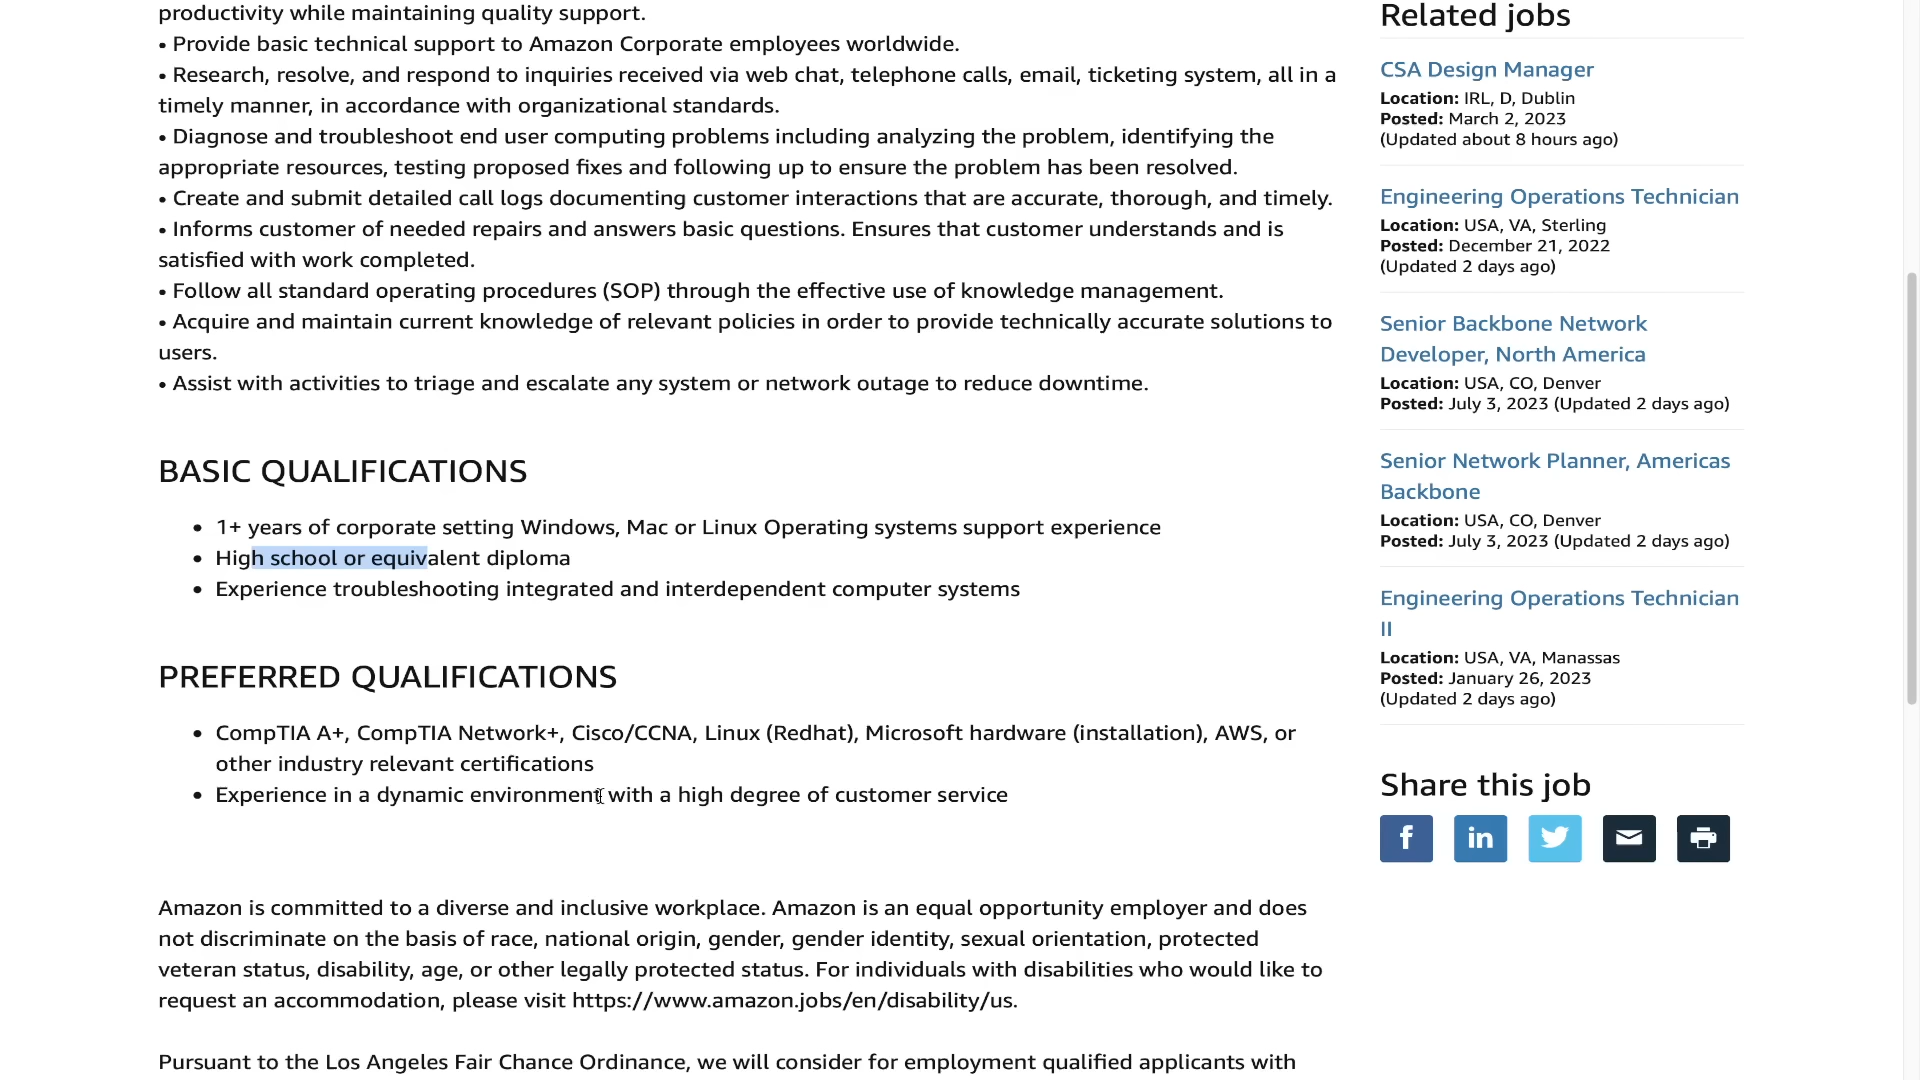 productivity while maintaining quality support.
• Provide basic technical support to Amazon Corporate employees worldwide.
• Research, resolve, and respond to inquiries received via web chat, telephone calls, email, ticketing system, all in a
timely manner, in accordance with organizational standards.
• Diagnose and troubleshoot end user computing problems including analyzing the problem, identifying the
appropriate resources, testing proposed fixes and following up to ensure the problem has been resolved.
• Create and submit detailed call logs documenting customer interactions that are accurate, thorough, and timely.
• Informs customer of needed repairs and answers basic questions. Ensures that customer understands and is
satisfied with work completed.
• Follow all standard operating procedures (SOP) through the effective use of knowledge management.
• Acquire and maintain current knowledge of relevant policies in order to provide technically accurate solutions to
users.
• Assist with activities to triage and escalate any system or network outage to reduce downtime.
BASIC QUALIFICATIONS
• 1+ years of corporate setting Windows, Mac or Linux Operating systems support experience
• High school or equivalent diploma
• Experience troubleshooting integrated and interdependent computer systems
PREFERRED QUALIFICATIONS
• CompTIA A+, CompTIA Network+, Cisco/CCNA, Linux (Redhat), Microsoft hardware (installation), AWS, or
other industry relevant certifications
• Experience in a dynamic environment with a high degree of customer service
Amazon is committed to a diverse and inclusive workplace. Amazon is an equal opportunity employer and does
not discriminate on the basis of race, national origin, gender, gender identity, sexual orientation, protected
veteran status, disability, age, or other legally protected status. For individuals with disabilities who would like to
request an accommodation, please visit https://www.amazon.jobs/en/disability/us.
Pursuant to the Los Angeles Fair Chance Ordinance, we will consider for employment qualified applicants with
Related jobs
CSA Design Manager
Location: IRL, D, Dublin
Posted: March 2, 2023
(Updated about 8 hours ago)
Engineering Operations Technician
Location: USA, VA, Sterling
Posted: December 21, 2022
(Updated 2 days ago)
Senior Backbone Network
Developer, North America
Location: USA, CO, Denver
Posted: July 3, 2023 (Updated 2 days ago)
Senior Network Planner, Americas
Backbone
Location: USA, CO, Denver
Posted: July 3, 2023 (Updated 2 days ago)
Engineering Operations Technician
II
Location: USA, VA, Manassas
Posted: January 26, 2023
(Updated 2 days ago)
Share this job
f in